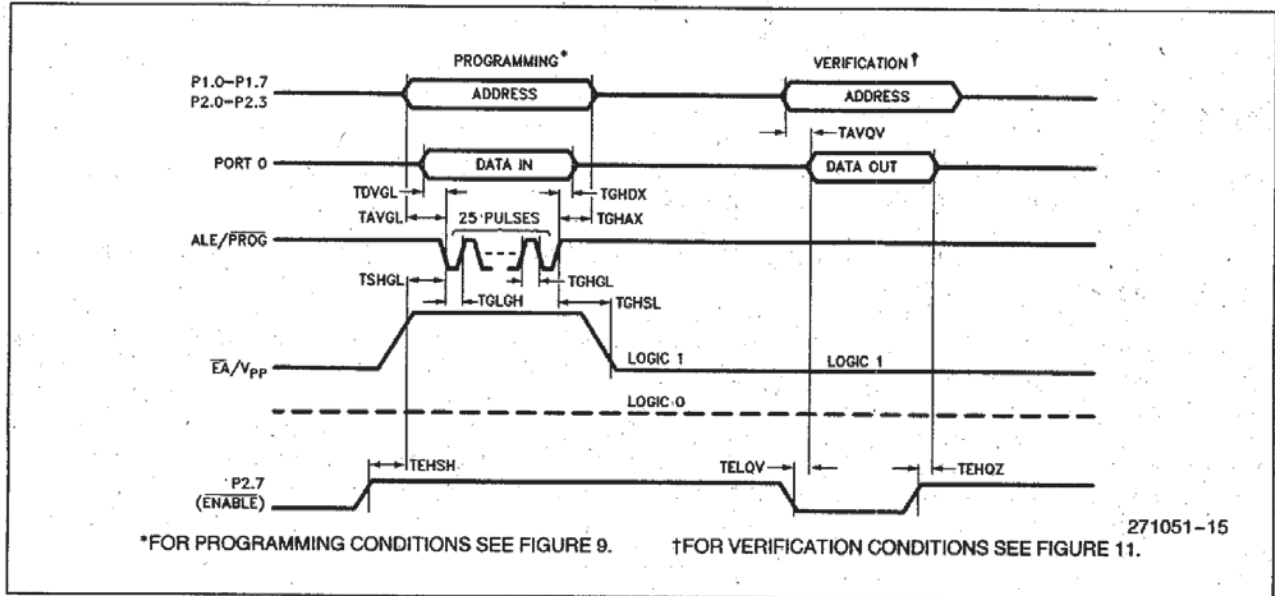 PROGRAMMING*
VERIFICATION†
P1.0–P1.7
P2.0–P2.3
ADDRESS
ADDRESS
TAVQV
PORT 0
DATA IN
DATA OUT
TDVGL
TGHDX
TAVGL
25 PULSES
TGHAX
ALE/PROG
TSHGL
TGHGL
TGLGH
TGHSL
EA/VPP
LOGIC 1
LOGIC 1
LOGIC 0
TEHSH
TELQV
TEHQZ
P2.7
(ENABLE)
271051-15
*FOR PROGRAMMING CONDITIONS SEE FIGURE 9. †FOR VERIFICATION CONDITIONS SEE FIGURE 11.